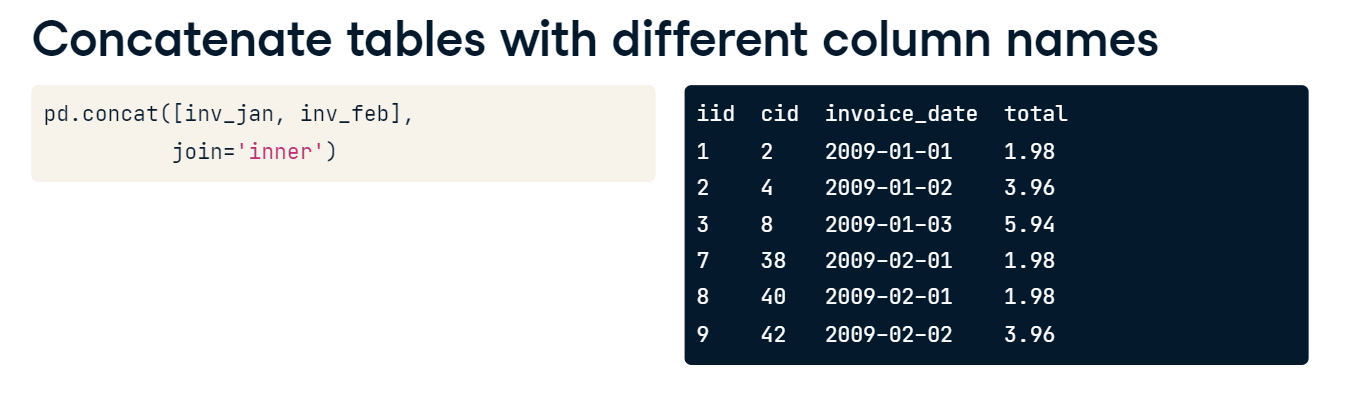 Concatenate tables with different column names
pd.concat([inv_jan, inv_feb],
          join='inner')
iid  cid  invoice_date  total
1    2    2009-01-01    1.98
2    4    2009-01-02    3.96
3    8    2009-01-03    5.94
7    38   2009-02-01    1.98
8    40   2009-02-01    1.98
9    42   2009-02-02    3.96